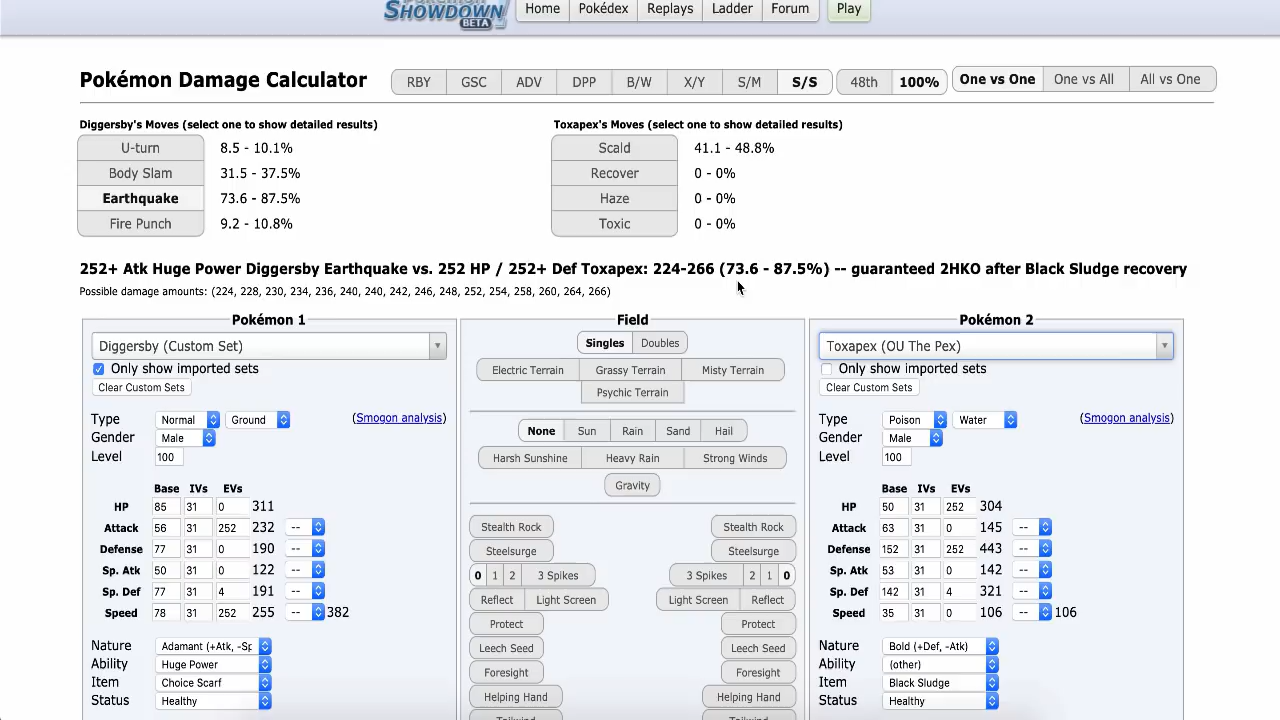 SHOWDOWN
BETA
Home Pokédex Replays Ladder Forum Play
Pokémon Damage Calculator RBY GSC ADV DPP B/W X/Y S/M S/S 48th 100% One vs One One vs All All vs One
Diggersby's Moves (select one to show detailed results) Toxapex's Moves (select one to show detailed results)
U-turn 8.5 - 10.1% Scald 41.1 - 48.8%
Body Slam 31.5 - 37.5% Recover 0 - 0%
Earthquake 73.6 - 87.5% Haze 0 - 0%
Fire Punch 9.2 - 10.8% Toxic 0 - 0%
252+ Atk Huge Power Diggersby Earthquake vs. 252 HP / 252+ Def Toxapex: 224-266 (73.6 - 87.5%) -- guaranteed 2HKO after Black Sludge recovery
Possible damage amounts: (224, 228, 230, 234, 236, 240, 240, 242, 246, 248, 252, 254, 258, 260, 264, 266)
Pokémon 1
Diggersby (Custom Set)
Only show imported sets
Clear Custom Sets
Type Normal Ground (Smogon analysis)
Gender Male
Level 100
Base IVs EVs
HP 85 31 0 311
Attack 56 31 252 232 --
Defense 77 31 0 190 --
Sp. Atk 50 31 0 122 --
Sp. Def 77 31 4 191 --
Speed 78 31 252 255 -- 382
Nature Adamant (+Atk, -Sp
Ability Huge Power
Item Choice Scarf
Status Healthy
Field
Singles Doubles
Electric Terrain Grassy Terrain Misty Terrain
Psychic Terrain
None Sun Rain Sand Hail
Harsh Sunshine Heavy Rain Strong Winds
Gravity
Stealth Rock Stealth Rock
Steelsurge Steelsurge
0 1 2 3 Spikes 3 Spikes 2 1 0
Reflect Light Screen Light Screen Reflect
Protect Protect
Leech Seed Leech Seed
Foresight Foresight
Helping Hand Helping Hand
Tailwind Tailwind
Pokémon 2
Toxapex (OU The Pex)
Only show imported sets
Clear Custom Sets
Type Poison Water (Smogon analysis)
Gender Male
Level 100
Base IVs EVs
HP 50 31 252 304
Attack 63 31 0 145 --
Defense 152 31 252 443 --
Sp. Atk 53 31 0 142 --
Sp. Def 142 31 4 321 --
Speed 35 31 0 106 -- 106
Nature Bold (+Def, -Atk)
Ability (other)
Item Black Sludge
Status Healthy